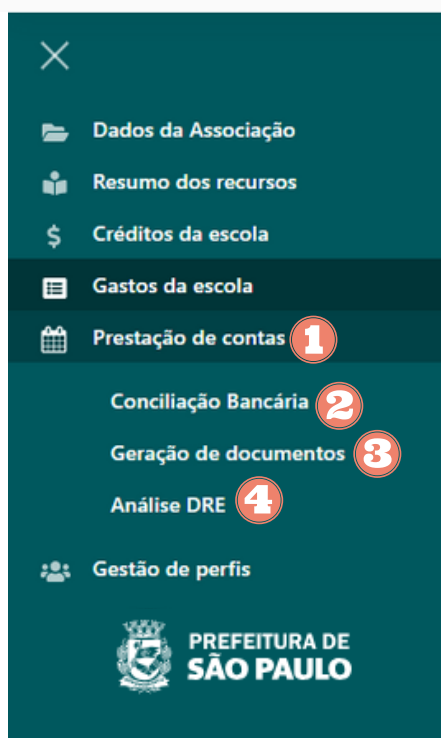 Dados da Associação
Resumo dos recursos
$ Créditos da escola
Gastos da escola
Prestação de contas 1
Conciliação Bancária 2
Geração de documentos 3
Análise DRE 4
Gestão de perfis
PREFEITURA DE
SÃO PAULO